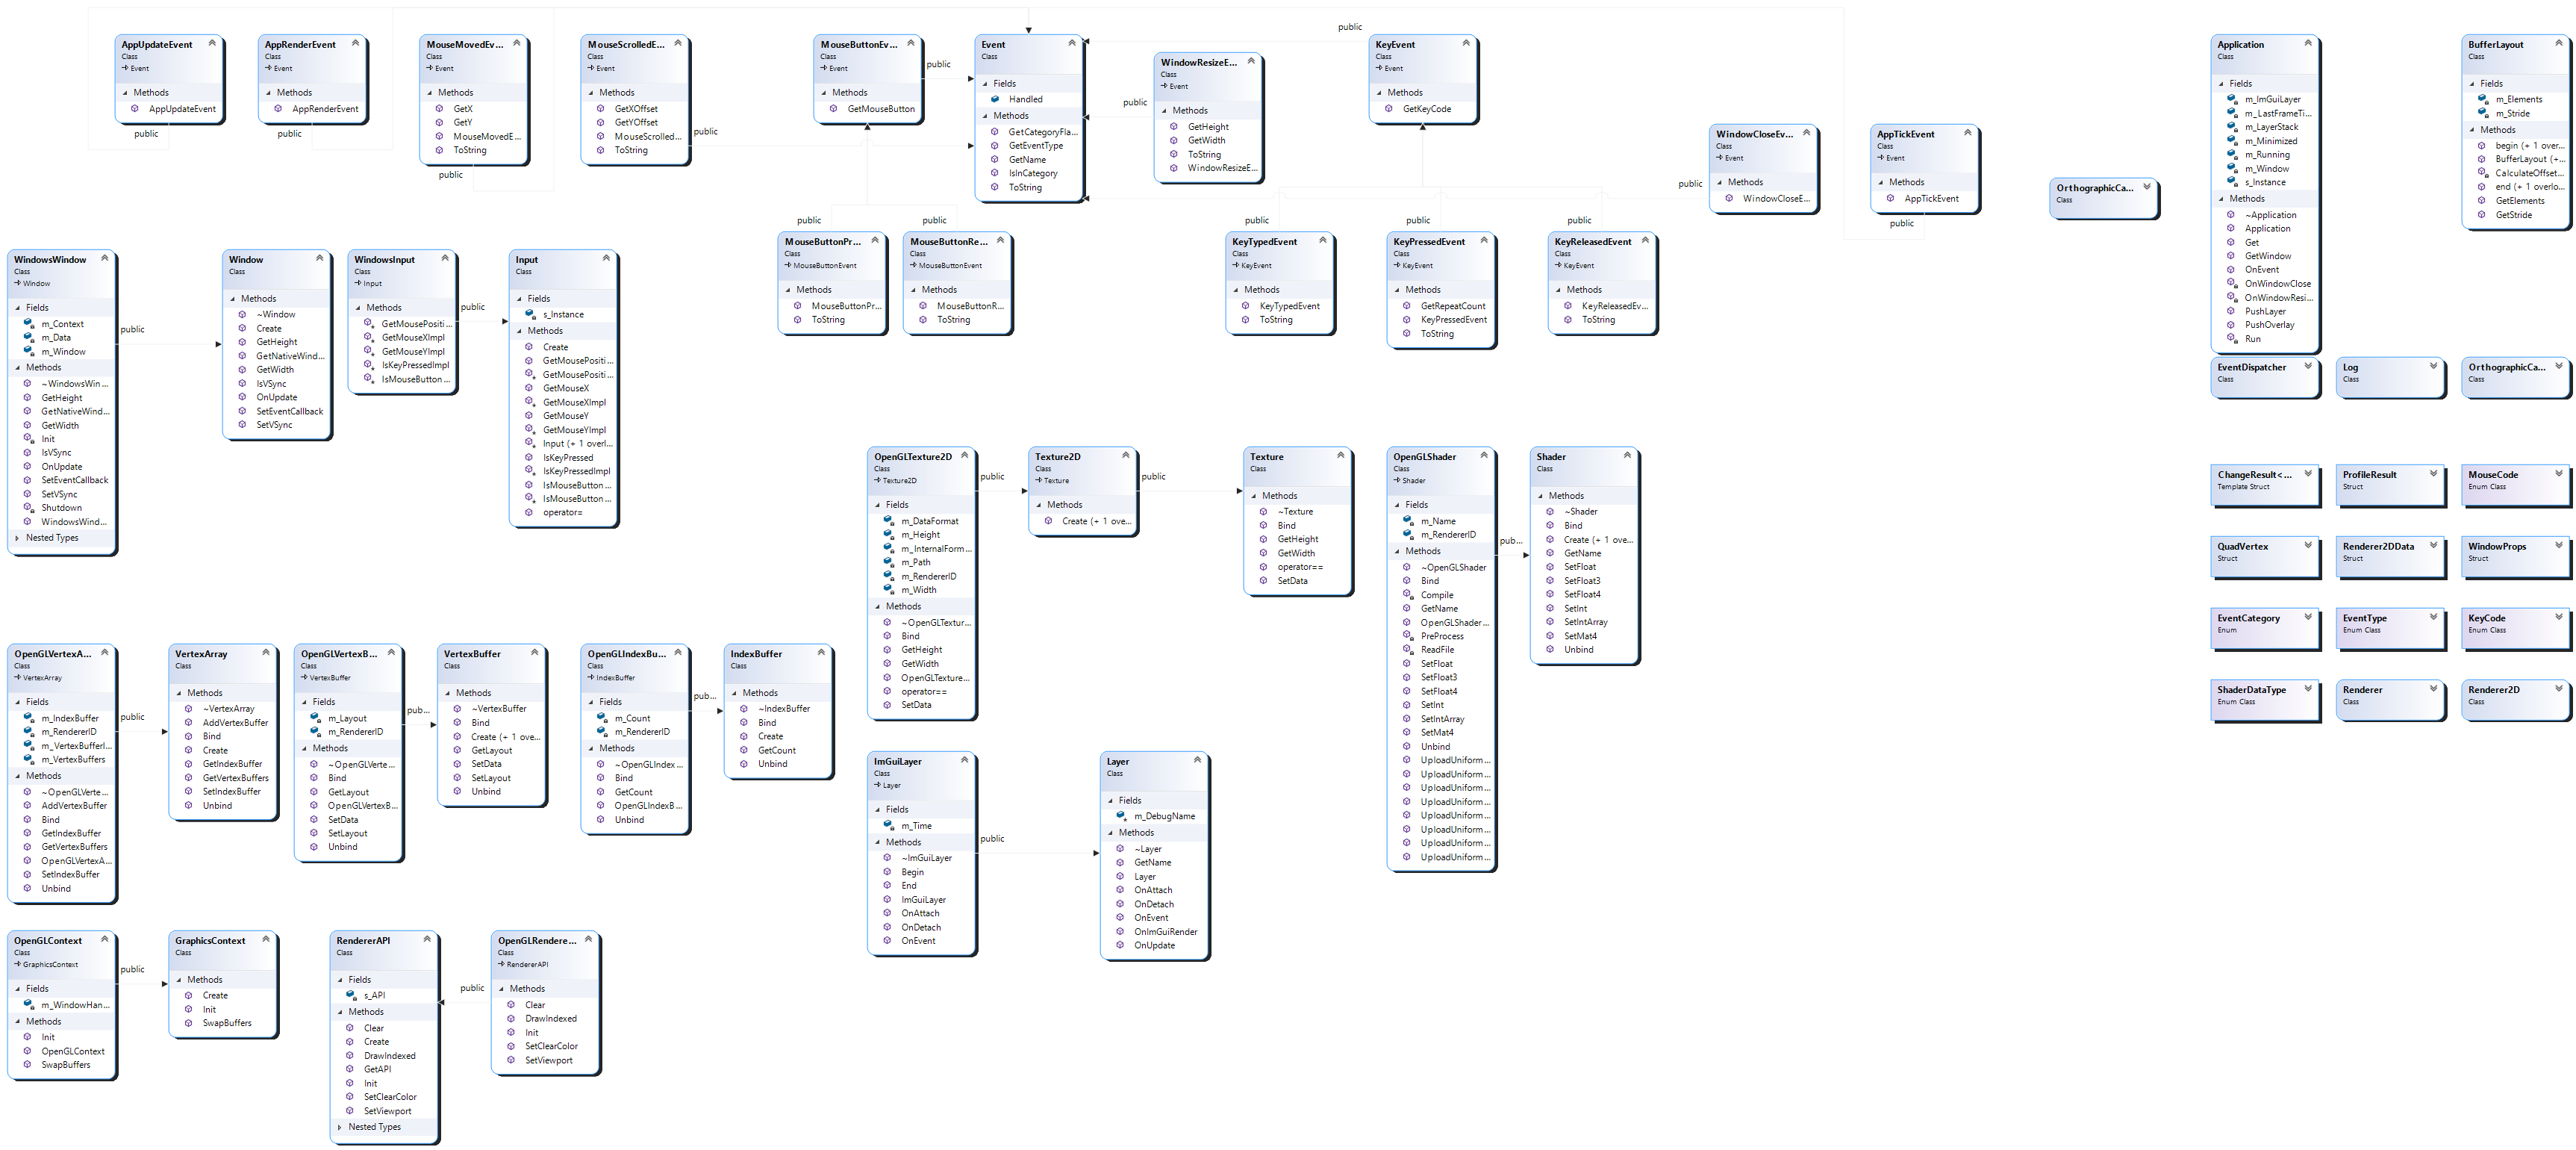 AppUpdateEvent
Class
Event
Methods
AppUpdateEvent
public
AppRenderEvent
Class
Event
Methods
AppRenderEvent
public
MouseMovedEv...
Class
Event
Methods
GetX
GetY
MouseMovedE...
ToString
public
MouseScrolledE...
Class
Event
Methods
GetXOffset
GetYOffset
MouseScrolled...
ToString
public
MouseButtonEv...
Class
Event
Methods
GetMouseButton
public
Event
Class
Fields
Handled
Methods
GetCategoryFla...
GetEventType
GetName
IsInCategory
ToString
public
WindowResizeE...
Class
Event
Methods
GetHeight
GetWidth
ToString
WindowResizeE...
public
KeyEvent
Class
Event
Methods
GetKeyCode
public
WindowCloseEv...
Class
Event
Methods
WindowCloseE...
AppTickEvent
Class
Event
Methods
AppTickEvent
public
OrthographicCa...
Class
Application
Class
Fields
m_ImGuiLayer
m_LastFrameTi...
m_LayerStack
m_Minimized
m_Running
m_Window
s_Instance
Methods
~Application
Application
Get
GetWindow
OnEvent
OnWindowClose
OnWindowResi...
PushLayer
PushOverlay
Run
BufferLayout
Class
Fields
m_Elements
m_Stride
Methods
begin (+ 1 over...
BufferLayout (+...
CalculateOffset...
end (+ 1 overlo...
GetElements
GetStride
public
MouseButtonPr...
Class
MouseButtonEvent
Methods
MouseButtonPr...
ToString
public
MouseButtonRe...
Class
MouseButtonEvent
Methods
MouseButtonR...
ToString
public
KeyTypedEvent
Class
KeyEvent
Methods
KeyTypedEvent
ToString
public
KeyPressedEvent
Class
KeyEvent
Methods
GetRepeatCount
KeyPressedEvent
ToString
public
KeyReleasedEvent
Class
KeyEvent
Methods
KeyReleasedEv...
ToString
WindowsWindow
Class
Window
Fields
m_Context
m_Data
m_Window
Methods
~WindowsWin...
GetHeight
GetNativeWind...
GetWidth
Init
IsVSync
OnUpdate
SetEventCallback
SetVSync
Shutdown
WindowsWind...
Nested Types
public
Window
Class
Methods
~Window
Create
GetHeight
GetNativeWind...
GetWidth
IsVSync
OnUpdate
SetEventCallback
SetVSync
WindowsInput
Class
Input
Methods
GetMousePositi...
GetMouseXImpl
GetMouseYImpl
IsKeyPressedImpl
IsMouseButton...
public
Input
Class
Fields
s_Instance
Methods
Create
GetMousePositi...
GetMousePositi...
GetMouseX
GetMouseXImpl
GetMouseY
GetMouseYImpl
Input (+ 1 overl...
IsKeyPressed
IsKeyPressedImpl
IsMouseButton...
IsMouseButton...
operator=
EventDispatcher
Class
Log
Class
OrthographicCa...
Class
OpenGLTexture2D
Class
Texture2D
Fields
m_DataFormat
m_Height
m_InternalForm...
m_Path
m_RendererID
m_Width
Methods
~OpenGLTextur...
Bind
GetHeight
GetWidth
OpenGLTexture...
operator==
SetData
public
Texture2D
Class
Texture
Methods
Create (+ 1 ove...
public
Texture
Class
Methods
~Texture
Bind
GetHeight
GetWidth
operator==
SetData
OpenGLShader
Class
Shader
Fields
m_Name
m_RendererID
Methods
~OpenGLShader
Bind
Compile
GetName
OpenGLShader...
PreProcess
ReadFile
SetFloat
SetFloat3
SetFloat4
SetInt
SetIntArray
SetMat4
Unbind
UploadUniform...
UploadUniform...
UploadUniform...
UploadUniform...
UploadUniform...
UploadUniform...
UploadUniform...
UploadUniform...
pub...
Shader
Class
Methods
~Shader
Bind
Create (+ 1 ove...
GetName
SetFloat
SetFloat3
SetFloat4
SetInt
SetIntArray
SetMat4
Unbind
ChangeResult<...
Template Struct
ProfileResult
Struct
MouseCode
Enum Class
QuadVertex
Struct
Renderer2DData
Struct
WindowProps
Struct
EventCategory
Enum
EventType
Enum Class
KeyCode
Enum Class
ShaderDataType
Enum Class
Renderer
Class
Renderer2D
Class
OpenGLVertexA...
Class
VertexArray
Fields
m_IndexBuffer
m_RendererID
m_VertexBufferI...
m_VertexBuffers
Methods
~OpenGLVerte...
AddVertexBuffer
Bind
GetIndexBuffer
GetVertexBuffers
OpenGLVertexA...
SetIndexBuffer
Unbind
public
VertexArray
Class
Methods
~VertexArray
AddVertexBuffer
Bind
Create
GetIndexBuffer
GetVertexBuffers
SetIndexBuffer
Unbind
OpenGLVertexB...
Class
VertexBuffer
Fields
m_Layout
m_RendererID
Methods
~OpenGLVerte...
Bind
GetLayout
OpenGLVertexB...
SetData
SetLayout
Unbind
pub...
VertexBuffer
Class
Methods
~VertexBuffer
Bind
Create (+ 1 ove...
GetLayout
SetData
SetLayout
Unbind
OpenGLIndexBu...
Class
IndexBuffer
Fields
m_Count
m_RendererID
Methods
~OpenGLIndex...
Bind
GetCount
OpenGLIndexB...
Unbind
pub...
IndexBuffer
Class
Methods
~IndexBuffer
Bind
Create
GetCount
Unbind
ImGuiLayer
Class
Layer
Fields
m_Time
Methods
~ImGuiLayer
Begin
End
ImGuiLayer
OnAttach
OnDetach
OnEvent
public
Layer
Class
Fields
m_DebugName
Methods
~Layer
GetName
Layer
OnAttach
OnDetach
OnEvent
OnImGuiRender
OnUpdate
OpenGLContext
Class
GraphicsContext
Fields
m_WindowHan...
Methods
Init
OpenGLContext
SwapBuffers
public
GraphicsContext
Class
Methods
Create
Init
SwapBuffers
RendererAPI
Class
Fields
s_API
Methods
Clear
Create
DrawIndexed
GetAPI
Init
SetClearColor
SetViewport
Nested Types
public
OpenGLRendere...
Class
RendererAPI
Methods
Clear
DrawIndexed
Init
SetClearColor
SetViewport